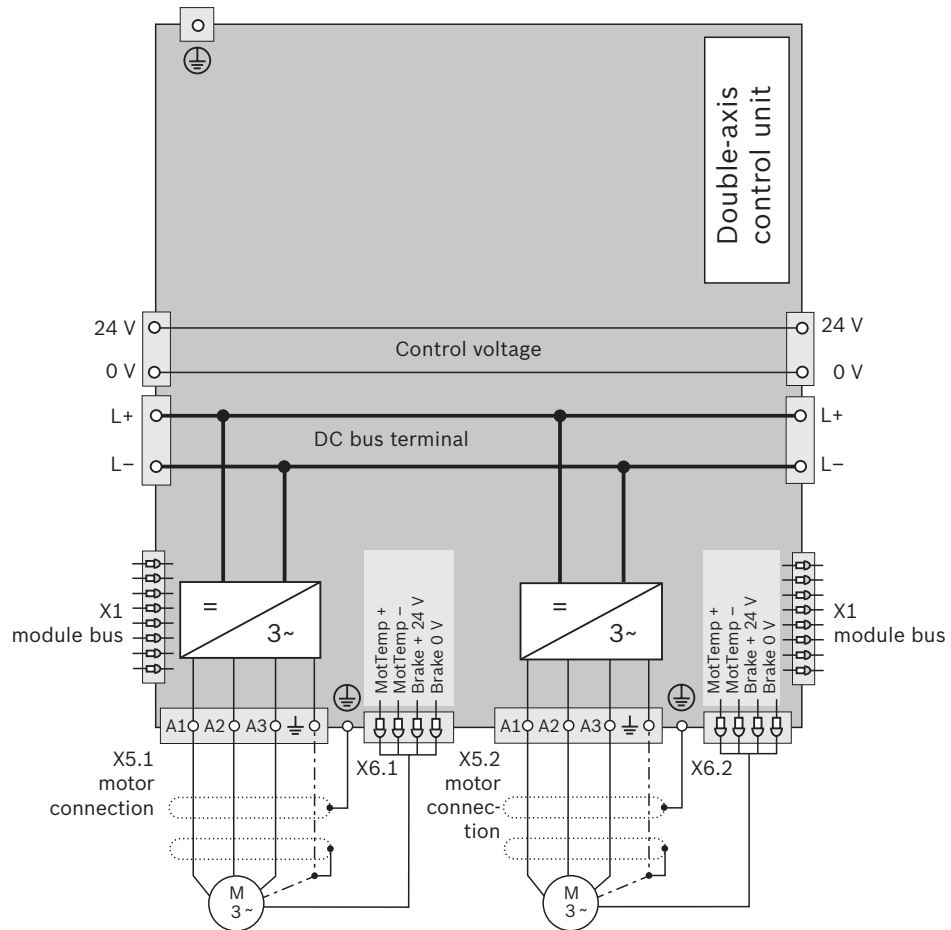 Double-axis
control unit
24 V
24 V
Control voltage
0 V
0 V
L+
L+
DC bus terminal
L–
L–
X1
module bus
=
3~
MotTemp +
MotTemp –
Brake + 24 V
Brake 0 V
=
3~
MotTemp +
MotTemp –
Brake + 24 V
Brake 0 V
X1
module bus
A1
A2
A3
A1
A2
A3
X5.1
motor
connection
X6.1
X5.2
motor
connec-
tion
X6.2
M
3~
M
3~